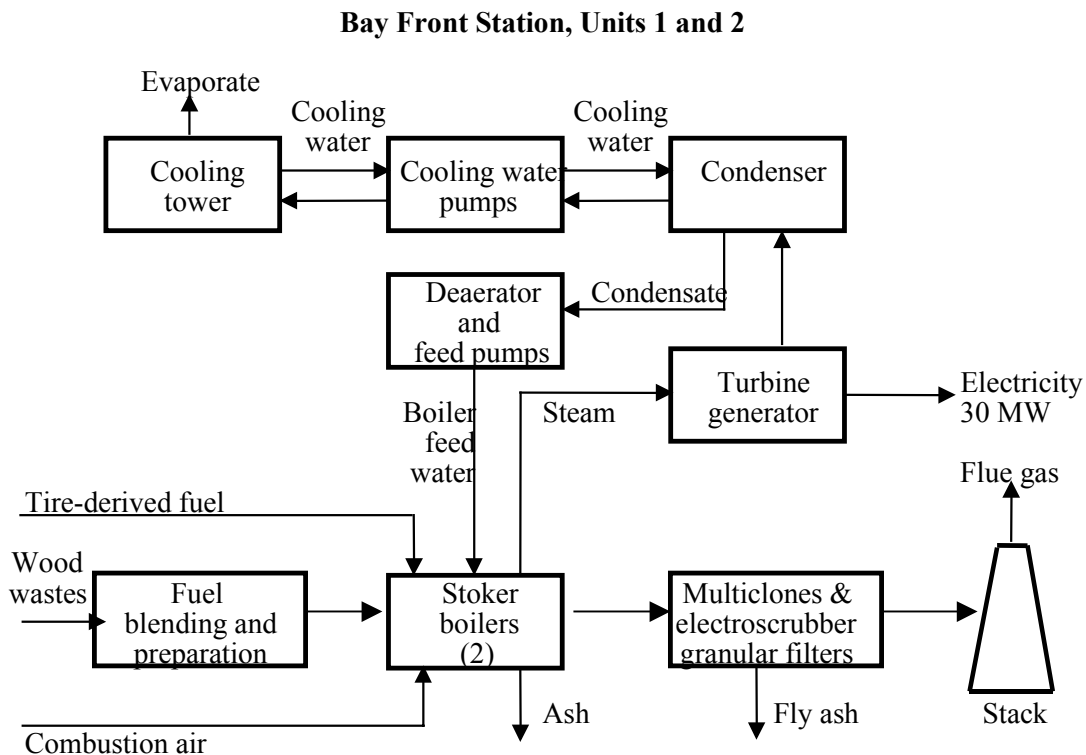 Bay Front Station, Units 1 and 2
Evaporate
Cooling
water
Cooling
water
Cooling
tower
Cooling water
pumps
Condenser
Deaerator
and
feed pumps
Condensate
Turbine
generator
Electricity
30 MW
Boiler
feed
water
Steam
Flue gas
Tire-derived fuel
Wood
wastes
Fuel
blending and
preparation
Stoker
boilers
(2)
Multiclones &
electroscrubber
granular filters
Ash
Fly ash
Stack
Combustion air